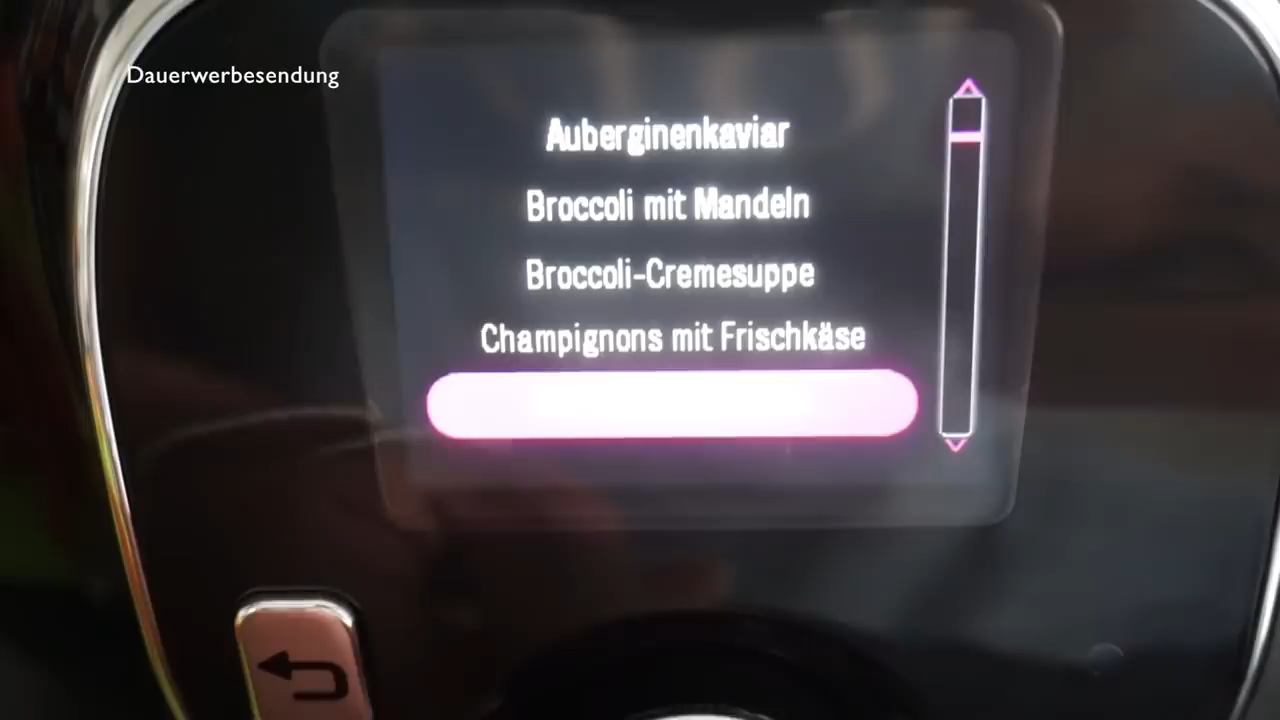 Dauerwerbesendung
Auberginenkaviar
Broccoli mit Mandeln
Broccoli-Cremesuppe
Champignons mit Frischkäse